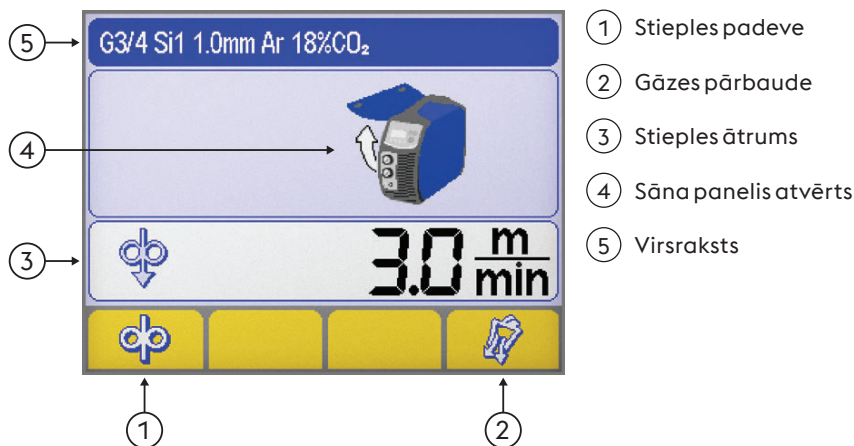 5 G3/4 Si1 1.0mm Ar 18%CO₂
4
3 3.0 m/min
1 2
1 Stieples padeve
2 Gāzes pārbaude
3 Stieples ātrums
4 Sāna panelis atvērts
5 Virsraksts